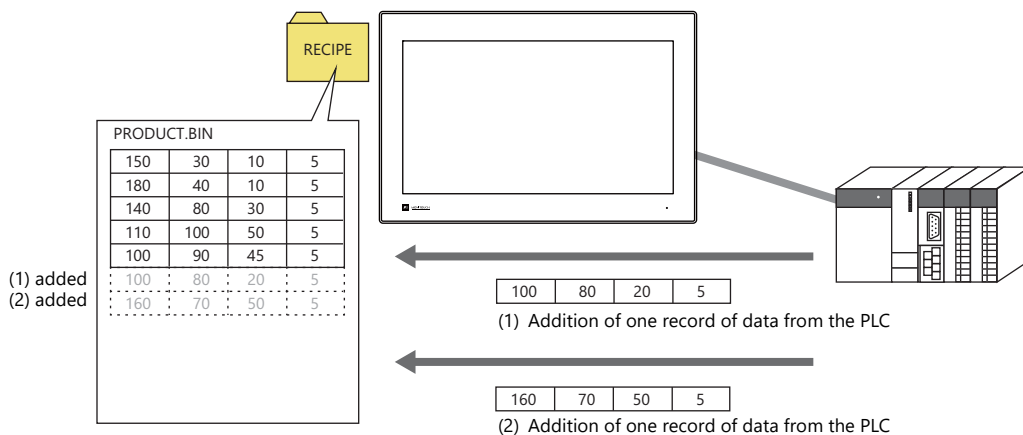 RECIPE
PRODUCT.BIN
150 30 10 5
180 40 10 5
140 80 30 5
110 100 50 5
100 90 45 5
(1) added 100 80 20 5
(2) added 160 70 50 5
100 80 20 5
(1) Addition of one record of data from the PLC
160 70 50 5
(2) Addition of one record of data from the PLC